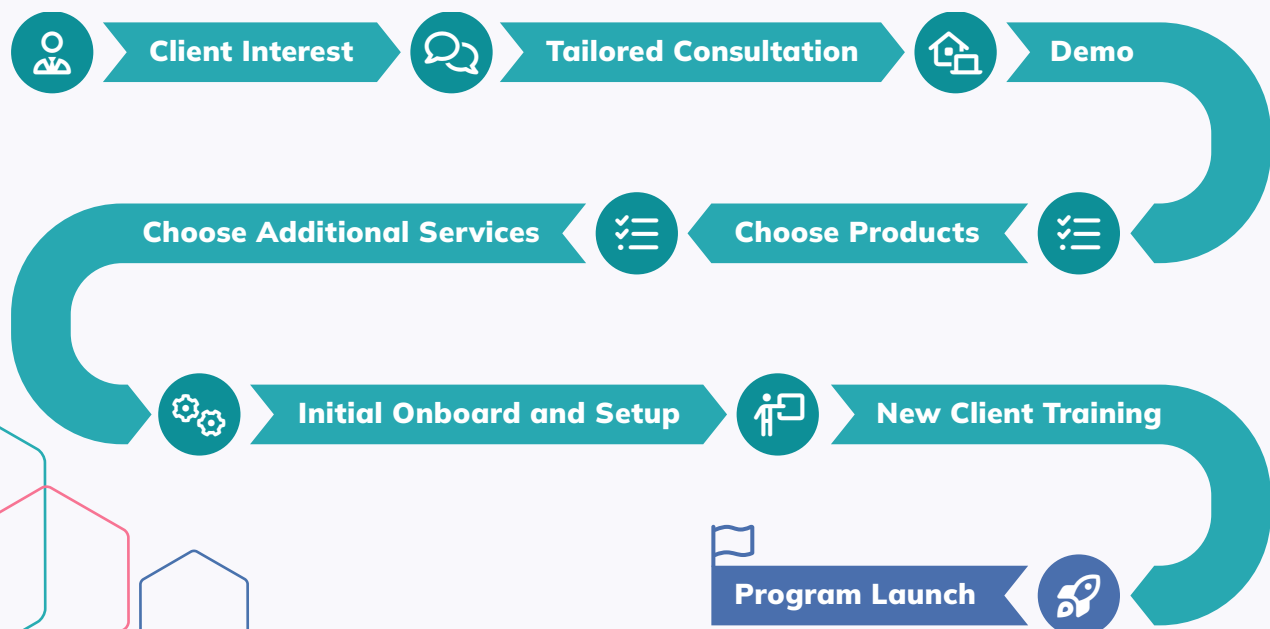 Client Interest
Tailored Consultation
Demo
Choose Products
Choose Additional Services
Initial Onboard and Setup
New Client Training
Program Launch